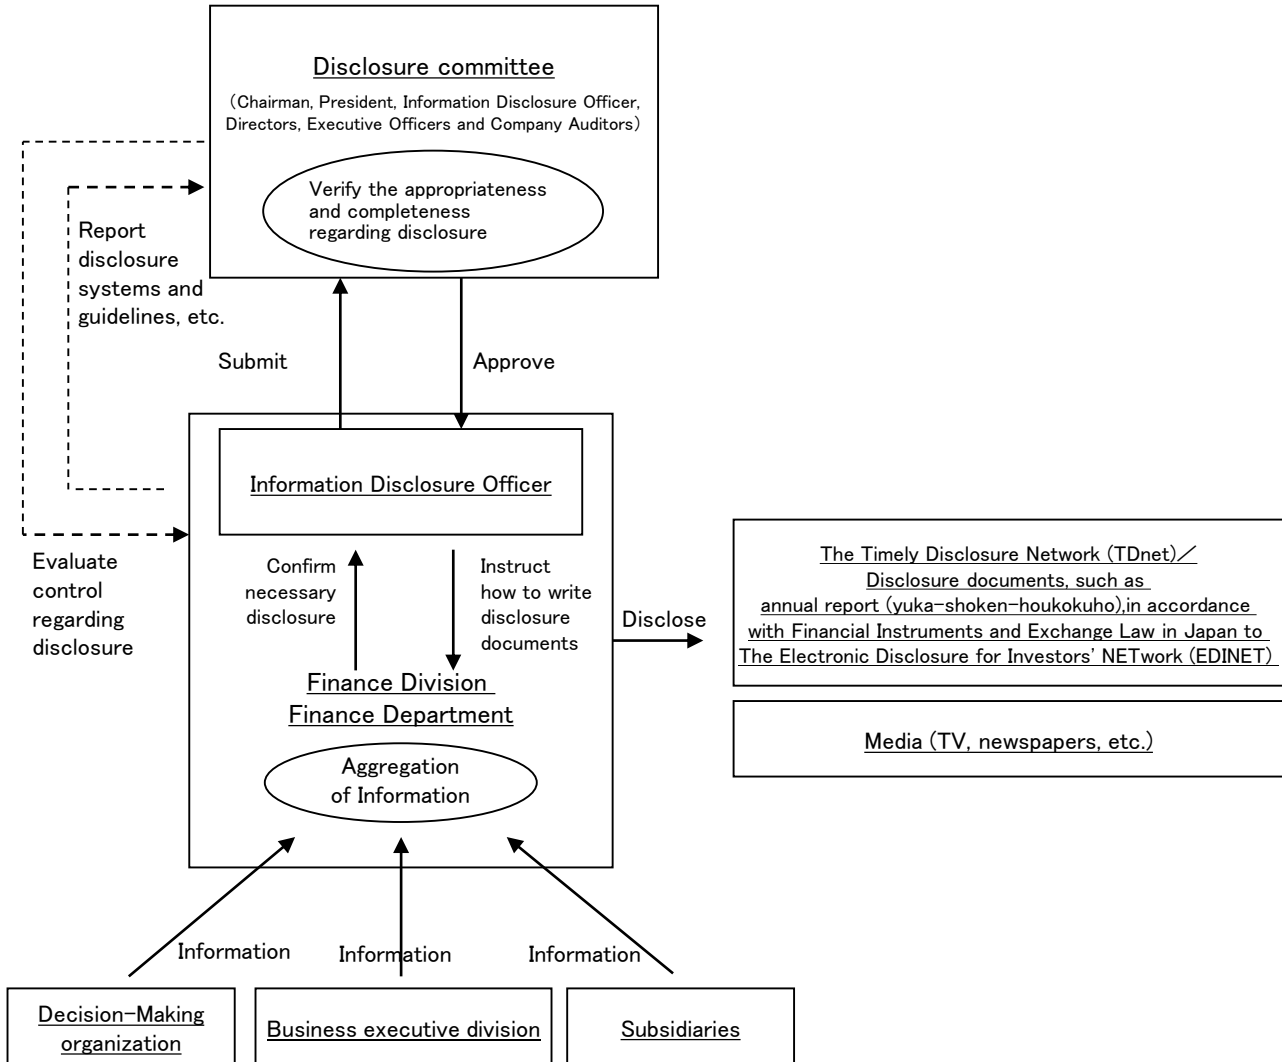 Disclosure committee
（Chairman, President, Information Disclosure Officer,
Directors, Executive Officers and Company Auditors）
Verify the appropriateness
and completeness
regarding disclosure
Report
disclosure
systems and
guidelines, etc.
Submit
Approve
Information Disclosure Officer
Evaluate
control
regarding
disclosure
Confirm
necessary
disclosure
Instruct
how to write
disclosure
documents
Disclose
The Timely Disclosure Network (TDnet)／
Disclosure documents, such as
annual report (yuka-shoken-houkokuho),in accordance
with Financial Instruments and Exchange Law in Japan to
The Electronic Disclosure for Investors' NETwork (EDINET)
Finance Division
Finance Department
Media (TV, newspapers, etc.)
Aggregation
of Information
Information
Information
Information
Decision-Making
organization
Business executive division
Subsidiaries